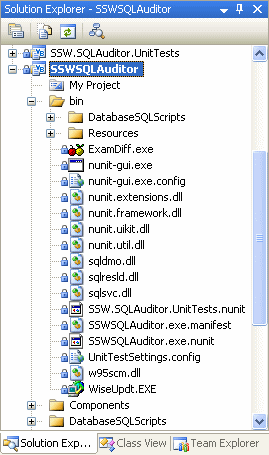 Solution Explorer - SSWSQLAuditor
SSW.SQLAuditor.UnitTests
SSWSQLAuditor
My Project
bin
DatabaseSQLScripts
Resources
ExamDiff.exe
nunit-gui.exe
nunit-gui.exe.config
nunit.extensions.dll
nunit.framework.dll
nunit.uikit.dll
nunit.util.dll
sqldmo.dll
sqlresld.dll
sqlsvc.dll
SSW.SQLAuditor.UnitTests.nunit
SSWSQLAuditor.exe.manifest
SSWSQLAuditor.exe.nunit
UnitTestSettings.config
w95scm.dll
WiseUpdt.EXE
Components
DatabaseSQLScripts
Solution Exp... Class View Team Explorer